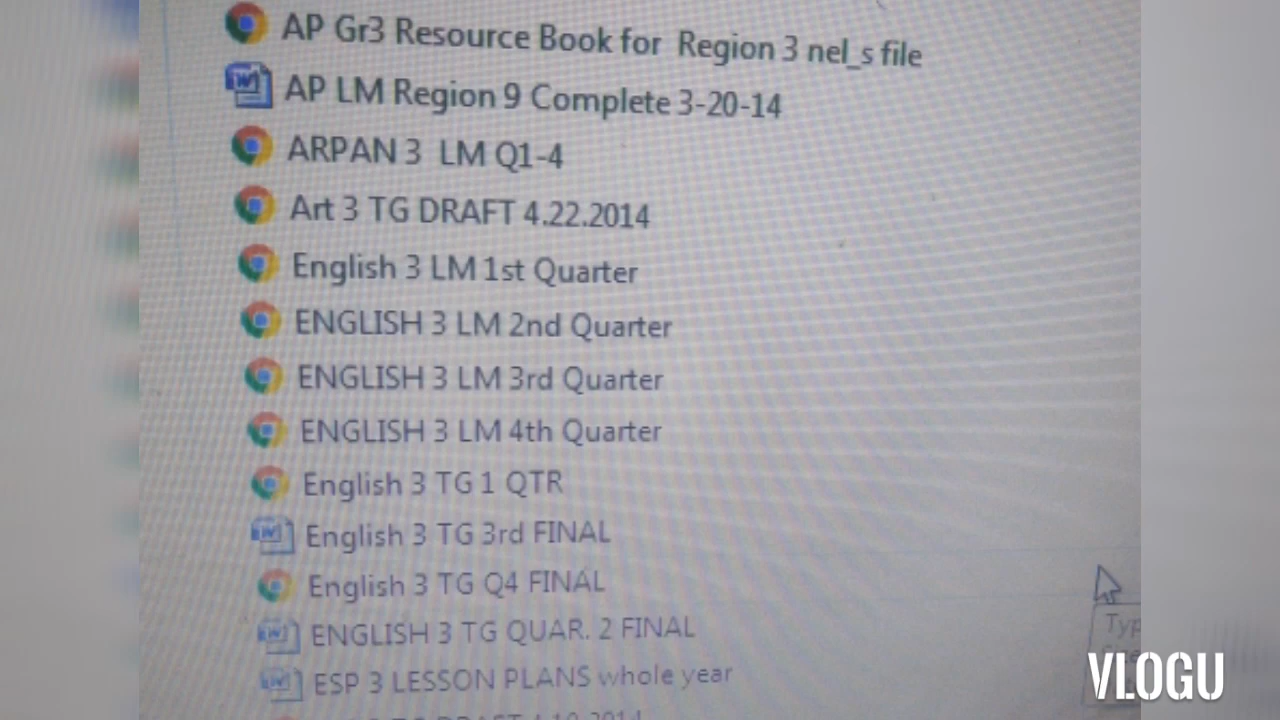 AP Gr3 Resource Book for Region 3 nel_s file
AP LM Region 9 Complete 3-20-14
ARPAN 3 LM Q1-4
Art 3 TG DRAFT 4.22.2014
English 3 LM 1st Quarter
ENGLISH 3 LM 2nd Quarter
ENGLISH 3 LM 3rd Quarter
ENGLISH 3 LM 4th Quarter
English 3 TG 1 QTR
English 3 TG 3rd FINAL
English 3 TG Q4 FINAL
ENGLISH 3 TG QUAR. 2 FINAL
ESP 3 LESSON PLANS whole year
VLOGU